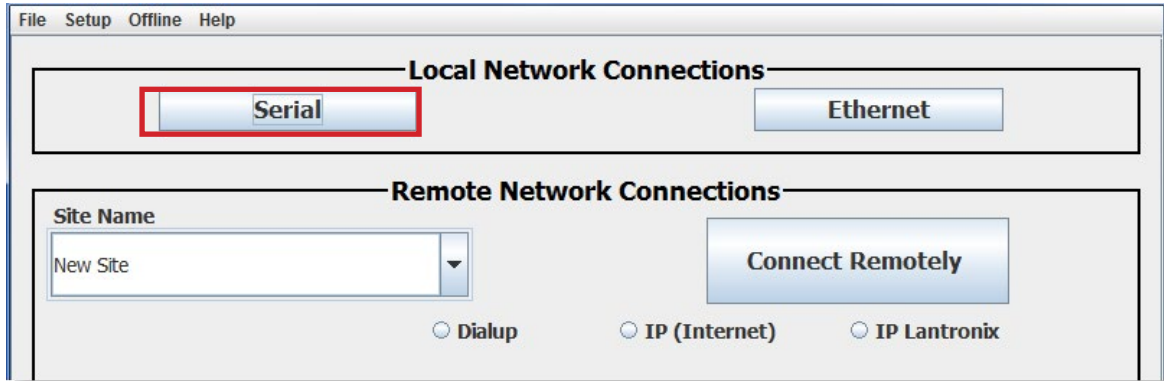 File Setup Offline Help
Local Network Connections
Serial Ethernet
Remote Network Connections
Site Name
New Site
Connect Remotely
Dialup IP (Internet) IP Lantronix